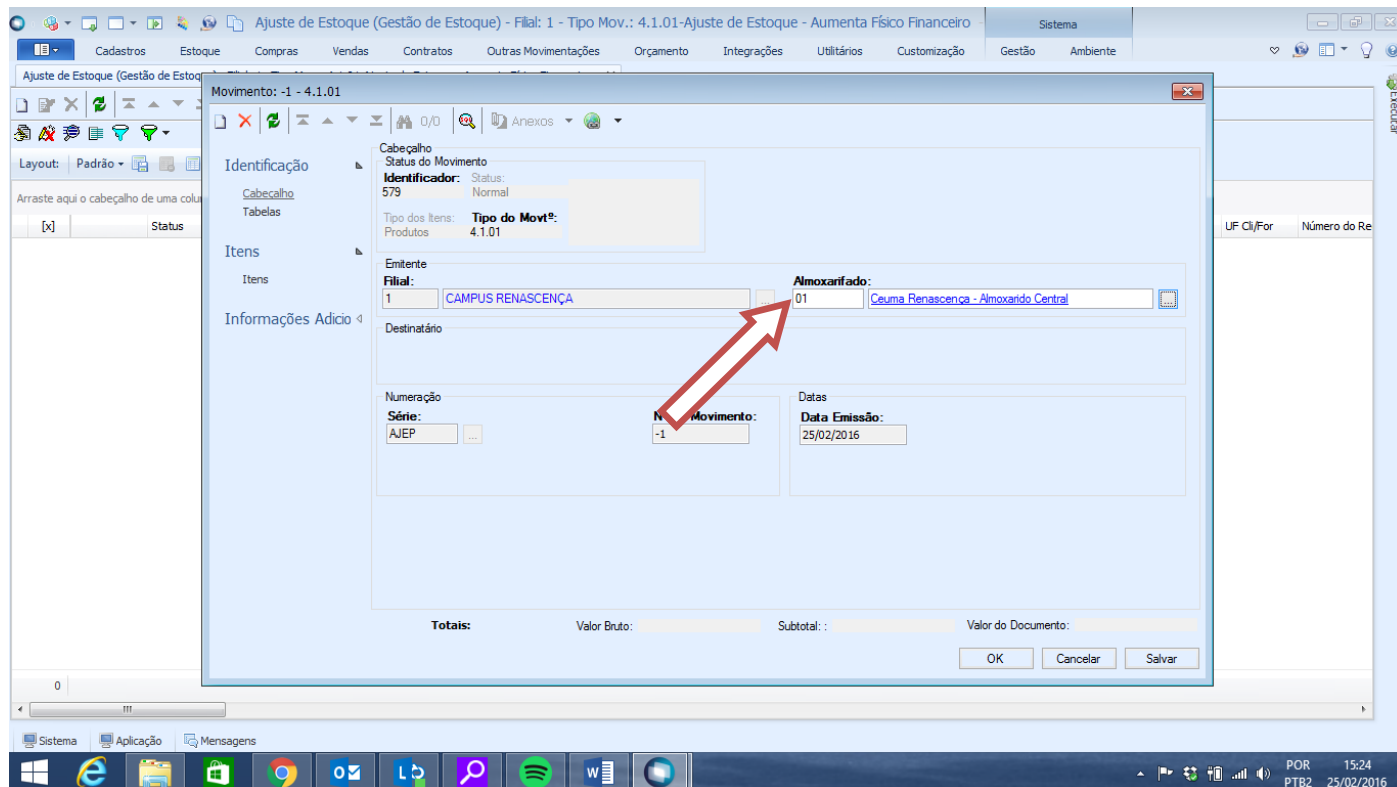 Ajuste de Estoque (Gestão de Estoque) - Filial: 1 - Tipo Mov.: 4.1.01-Ajuste de Estoque - Aumenta Físico Financeiro - Sistema
Cadastros Estoque Compras Vendas Contratos Outras Movimentações Orçamento Integrações Utilitários Customização Gestão Ambiente
Ajuste de Estoque (Gestão de Estoq
Executar
Movimento: -1 - 4.1.01
0/0 Anexos
Layout: Padrão
Arraste aqui o cabeçalho de uma colu
[x] Status UF Cli/For Número do Re
Identificação
Cabeçalho
Tabelas
Itens
Itens
Informações Adicio
Cabeçalho
Status do Movimento
Identificador: Status:
579 Normal
Tipo dos Itens: Tipo do Movtº:
Produtos 4.1.01
Emitente
Filial: Almoxarifado:
1 CAMPUS RENASCENÇA ... 01 Ceuma Renascença - Almoxarido Central ...
Destinatário
Numeração Datas
Série: Movimento: Data Emissão:
AJEP ... -1 25/02/2016
Totais: Valor Bruto: Subtotal: : Valor do Documento:
OK Cancelar Salvar
0
Sistema Aplicação Mensagens
POR 15:24
PTB2 25/02/2016